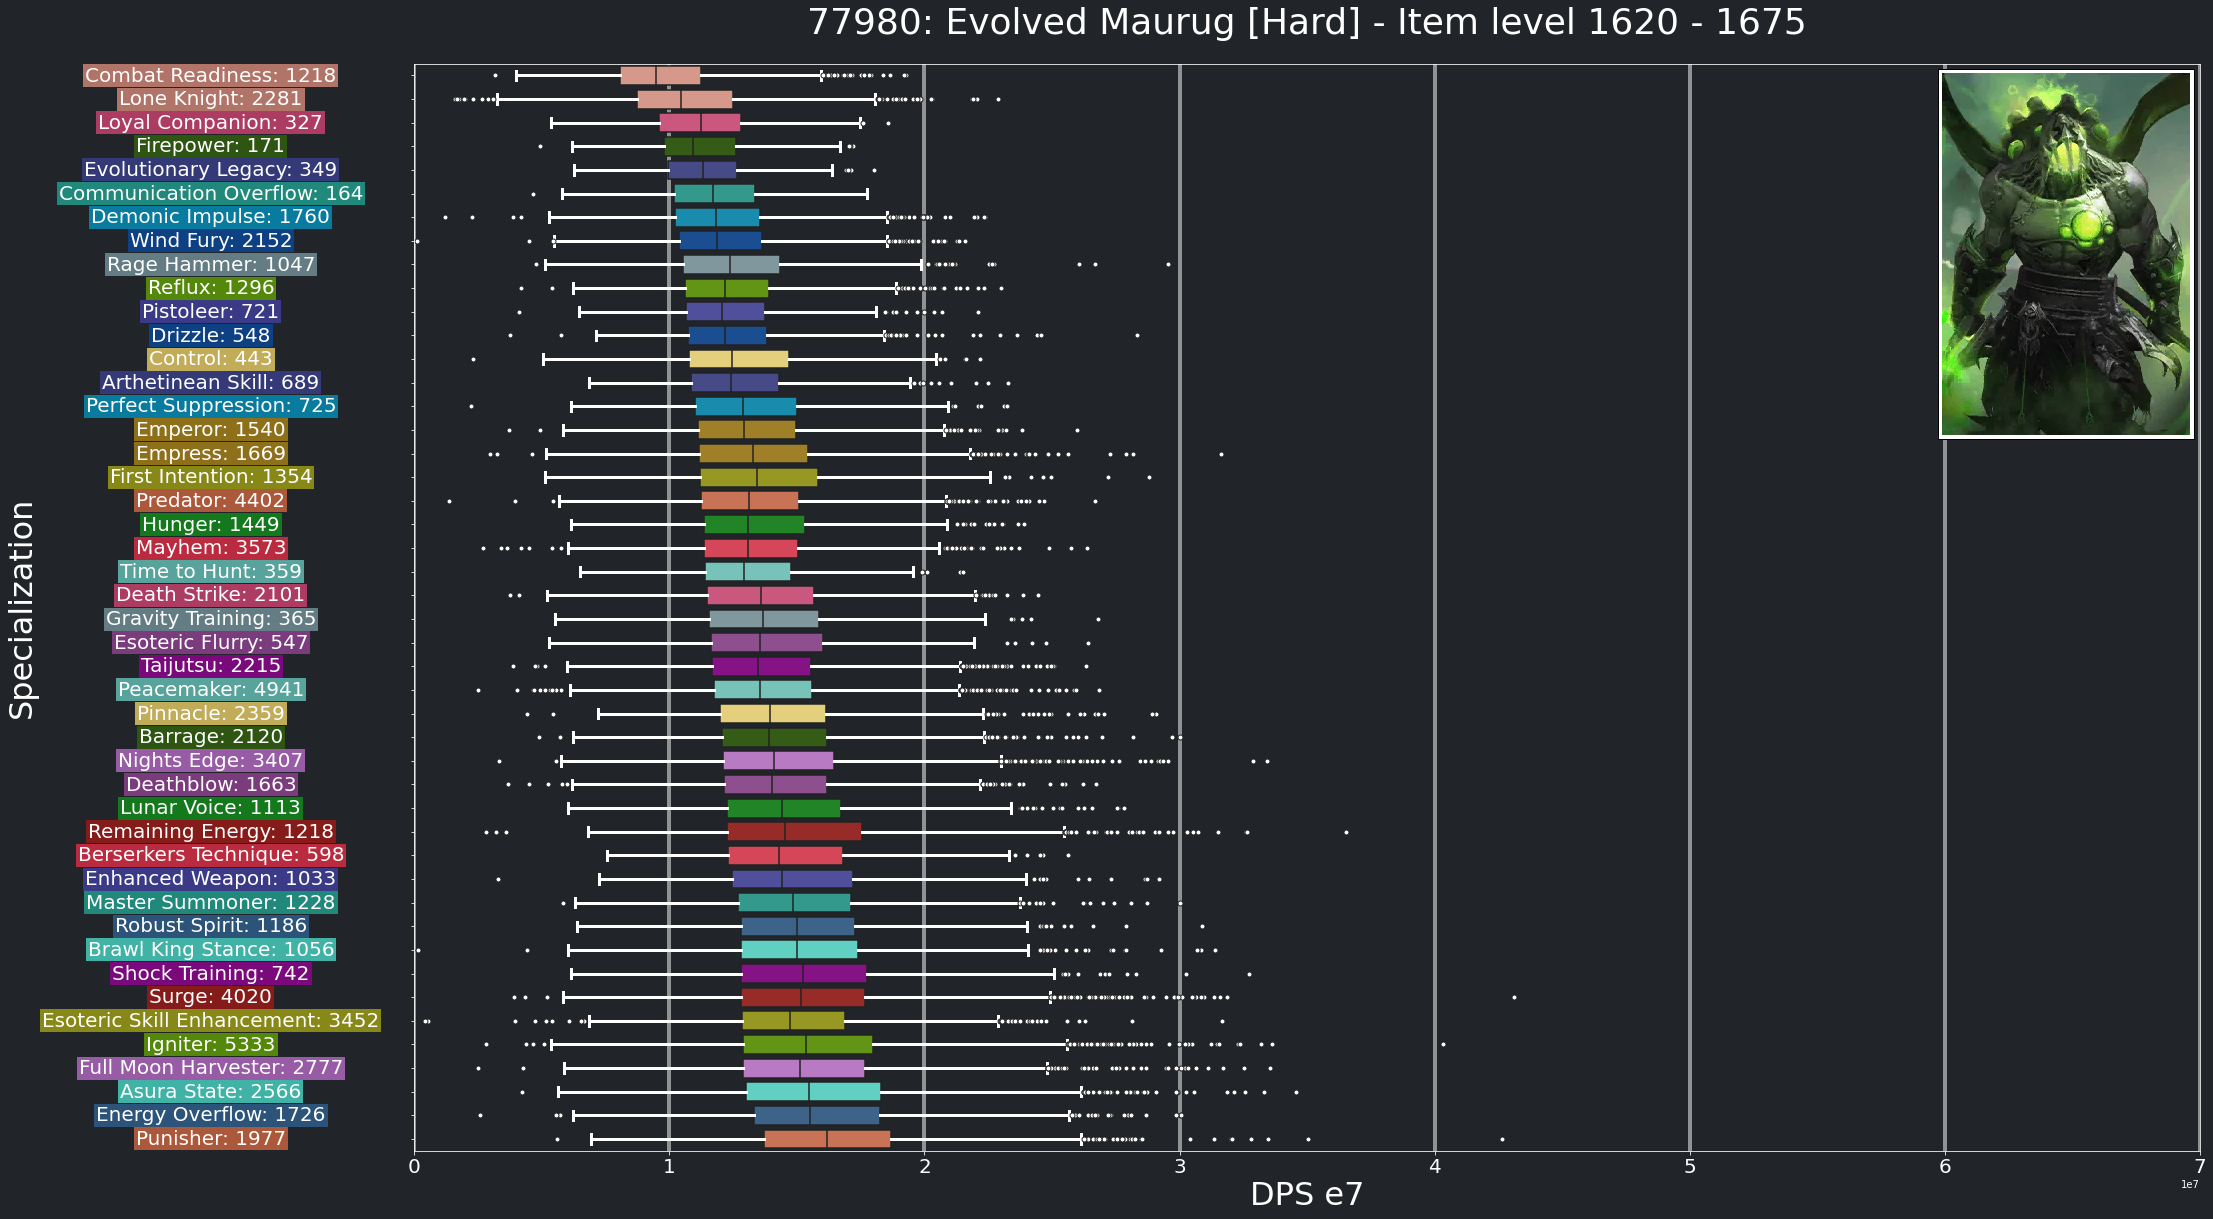 77980: Evolved Maurug [Hard] - Item level 1620 - 1675
Specialization
Combat Readiness: 1218
Lone Knight: 2281
Loyal Companion: 327
Firepower: 171
Evolutionary Legacy: 349
Communication Overflow: 164
Demonic Impulse: 1760
Wind Fury: 2152
Rage Hammer: 1047
Reflux: 1296
Pistoleer: 721
Drizzle: 548
Control: 443
Arthetinean Skill: 689
Perfect Suppression: 725
Emperor: 1540
Empress: 1669
First Intention: 1354
Predator: 4402
Hunger: 1449
Mayhem: 3573
Time to Hunt: 359
Death Strike: 2101
Gravity Training: 365
Esoteric Flurry: 547
Taijutsu: 2215
Peacemaker: 4941
Pinnacle: 2359
Barrage: 2120
Nights Edge: 3407
Deathblow: 1663
Lunar Voice: 1113
Remaining Energy: 1218
Berserkers Technique: 598
Enhanced Weapon: 1033
Master Summoner: 1228
Robust Spirit: 1186
Brawl King Stance: 1056
Shock Training: 742
Surge: 4020
Esoteric Skill Enhancement: 3452
Igniter: 5333
Full Moon Harvester: 2777
Asura State: 2566
Energy Overflow: 1726
Punisher: 1977
0 1 2 3 4 5 6 7
1e7
DPS e7